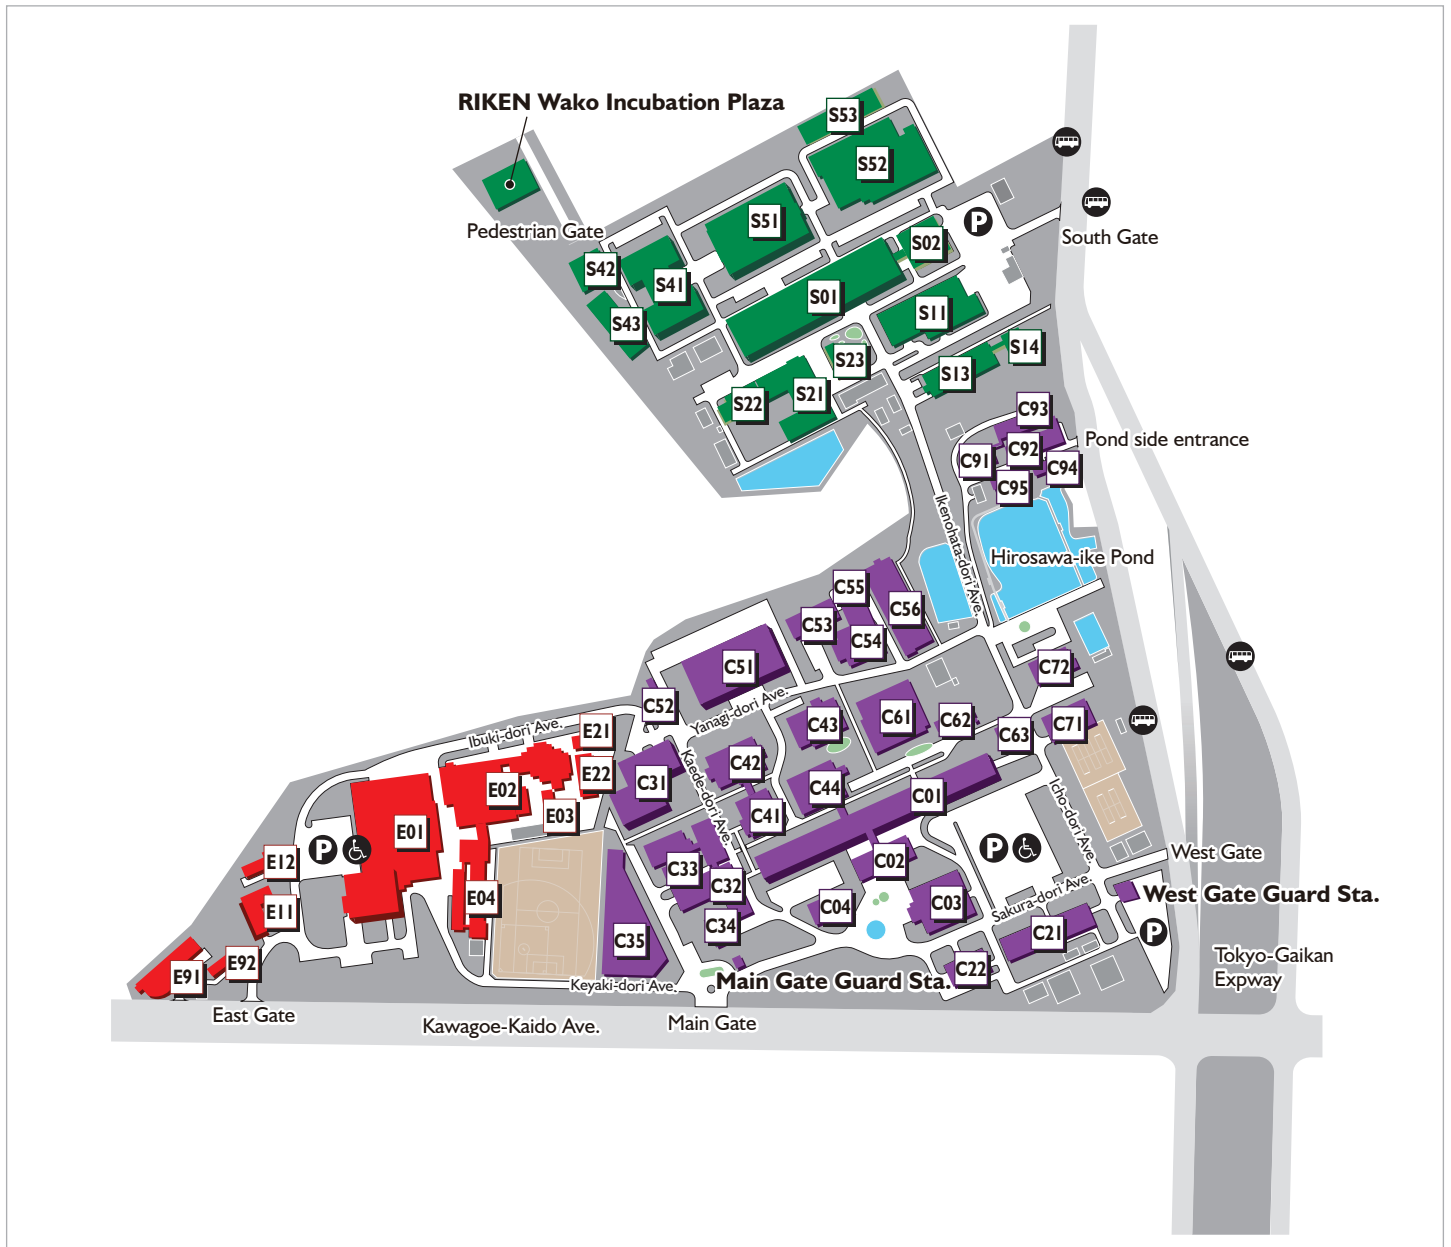 RIKEN Wako Incubation Plaza
S53
S52
Pedestrian Gate
S51
P
S02
South Gate
S42
S41
S01
S43
S11
S23
S14
S13
S22
S21
C93
Pond side entrance
C92
C91
C94
C95
Ikenohata-dori Ave.
Hirosawa-ike Pond
C55
C56
C53
C54
C51
C72
C52
Yanagi-dori Ave.
Ibuki-dori Ave.
E21
C43
C61
C62
C63
C71
Kaede-dori Ave.
C42
E22
C31
E02
C44
C01
C41
E03
Icho-dori Ave.
E01
P
P
E12
C33
C02
West Gate
C32
E04
Sakura-dori Ave.
West Gate Guard Sta.
E11
C04
C03
C34
C35
C21
P
Tokyo-Gaikan
Expway
E92
E91
C22
Keyaki-dori Ave.
Main Gate Guard Sta.
East Gate
Kawagoe-Kaido Ave.
Main Gate